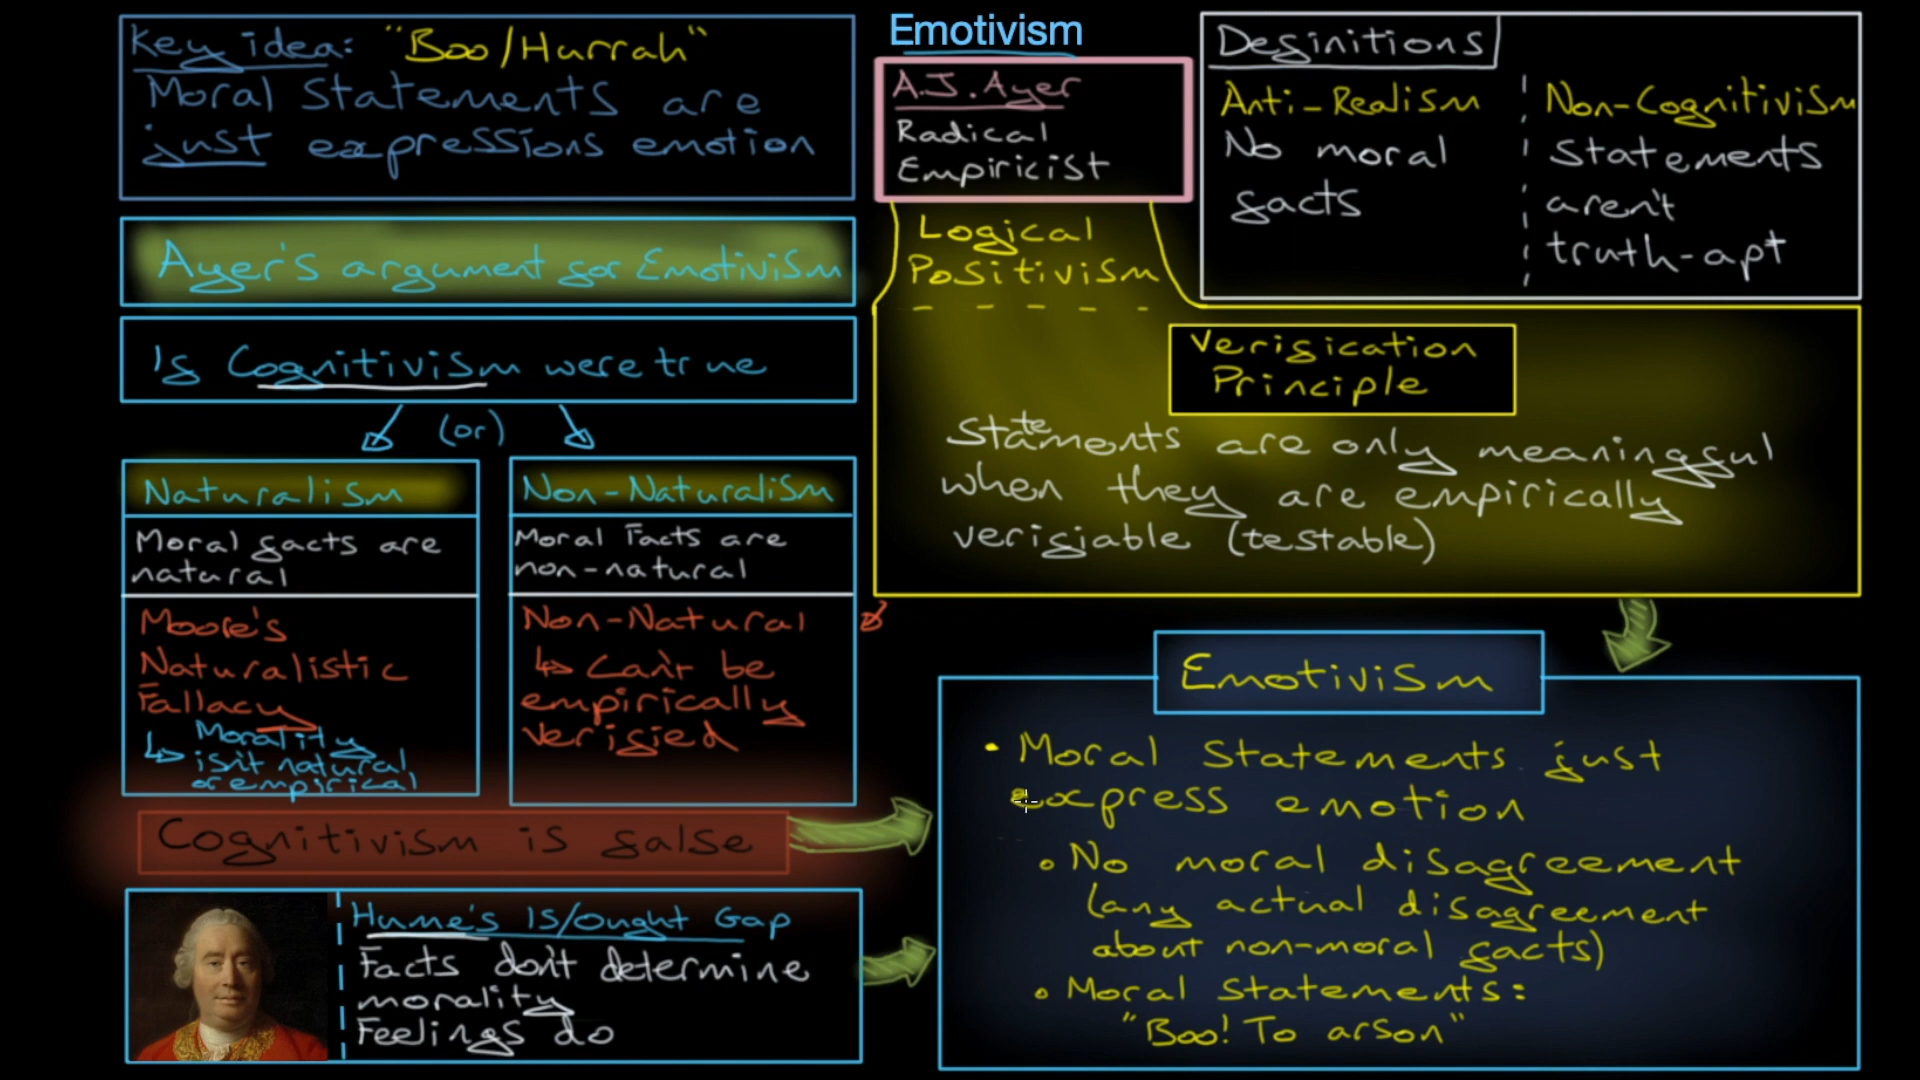 Key idea: "Boo/Hurrah"
Moral Statements are
just expressions emotion
Emotivism
A.J. Ayer
Radical
Empiricist
Definitions
Anti-Realism
No moral
facts
Non-Cognitivism
Statements
aren't
truth-apt
Ayer's argument for Emotivism
If Cognitivism were true
(or)
Naturalism
Moral facts are
natural
Moore's
Naturalistic
Fallacy
↳ Morality
isn't natural
or empirical
Non-Naturalism
Moral Facts are
non-natural
Non-Natural
↳ Can't be
empirically
verified
Logical
Positivism
Verification
Principle
Statements are only meaningful
when they are empirically
verifiable (testable)
Cognitivism is false
Hume's IS/Ought Gap
Facts don't determine
morality
Feelings do
Emotivism
• Moral Statements just
express emotion
• No moral disagreement
(any actual disagreement
about non-moral facts)
• Moral Statements:
"Boo! To arson"